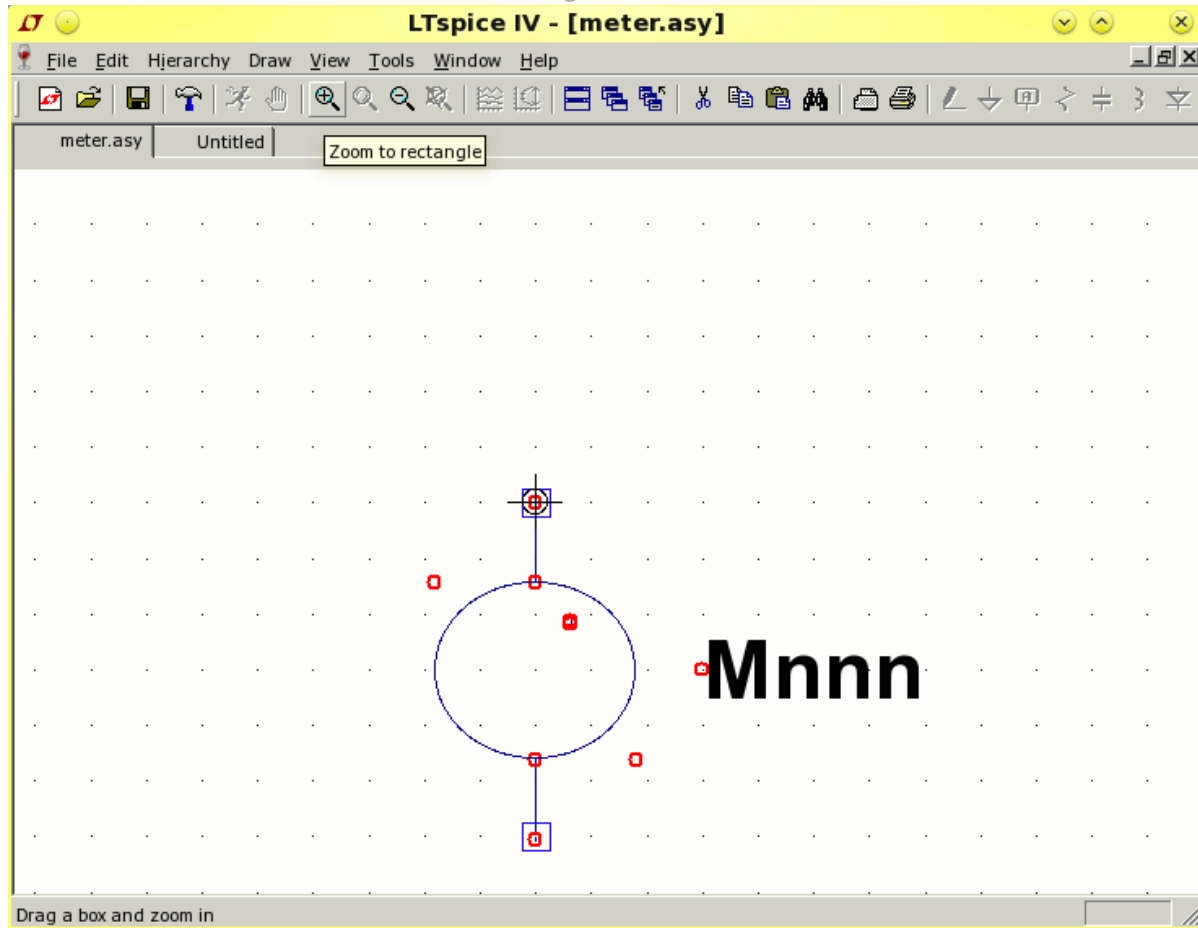 LTspice IV - [meter.asy]
File Edit Hierarchy Draw View Tools Window Help
meter.asy Untitled
Zoom to rectangle
Mnnn
Drag a box and zoom in